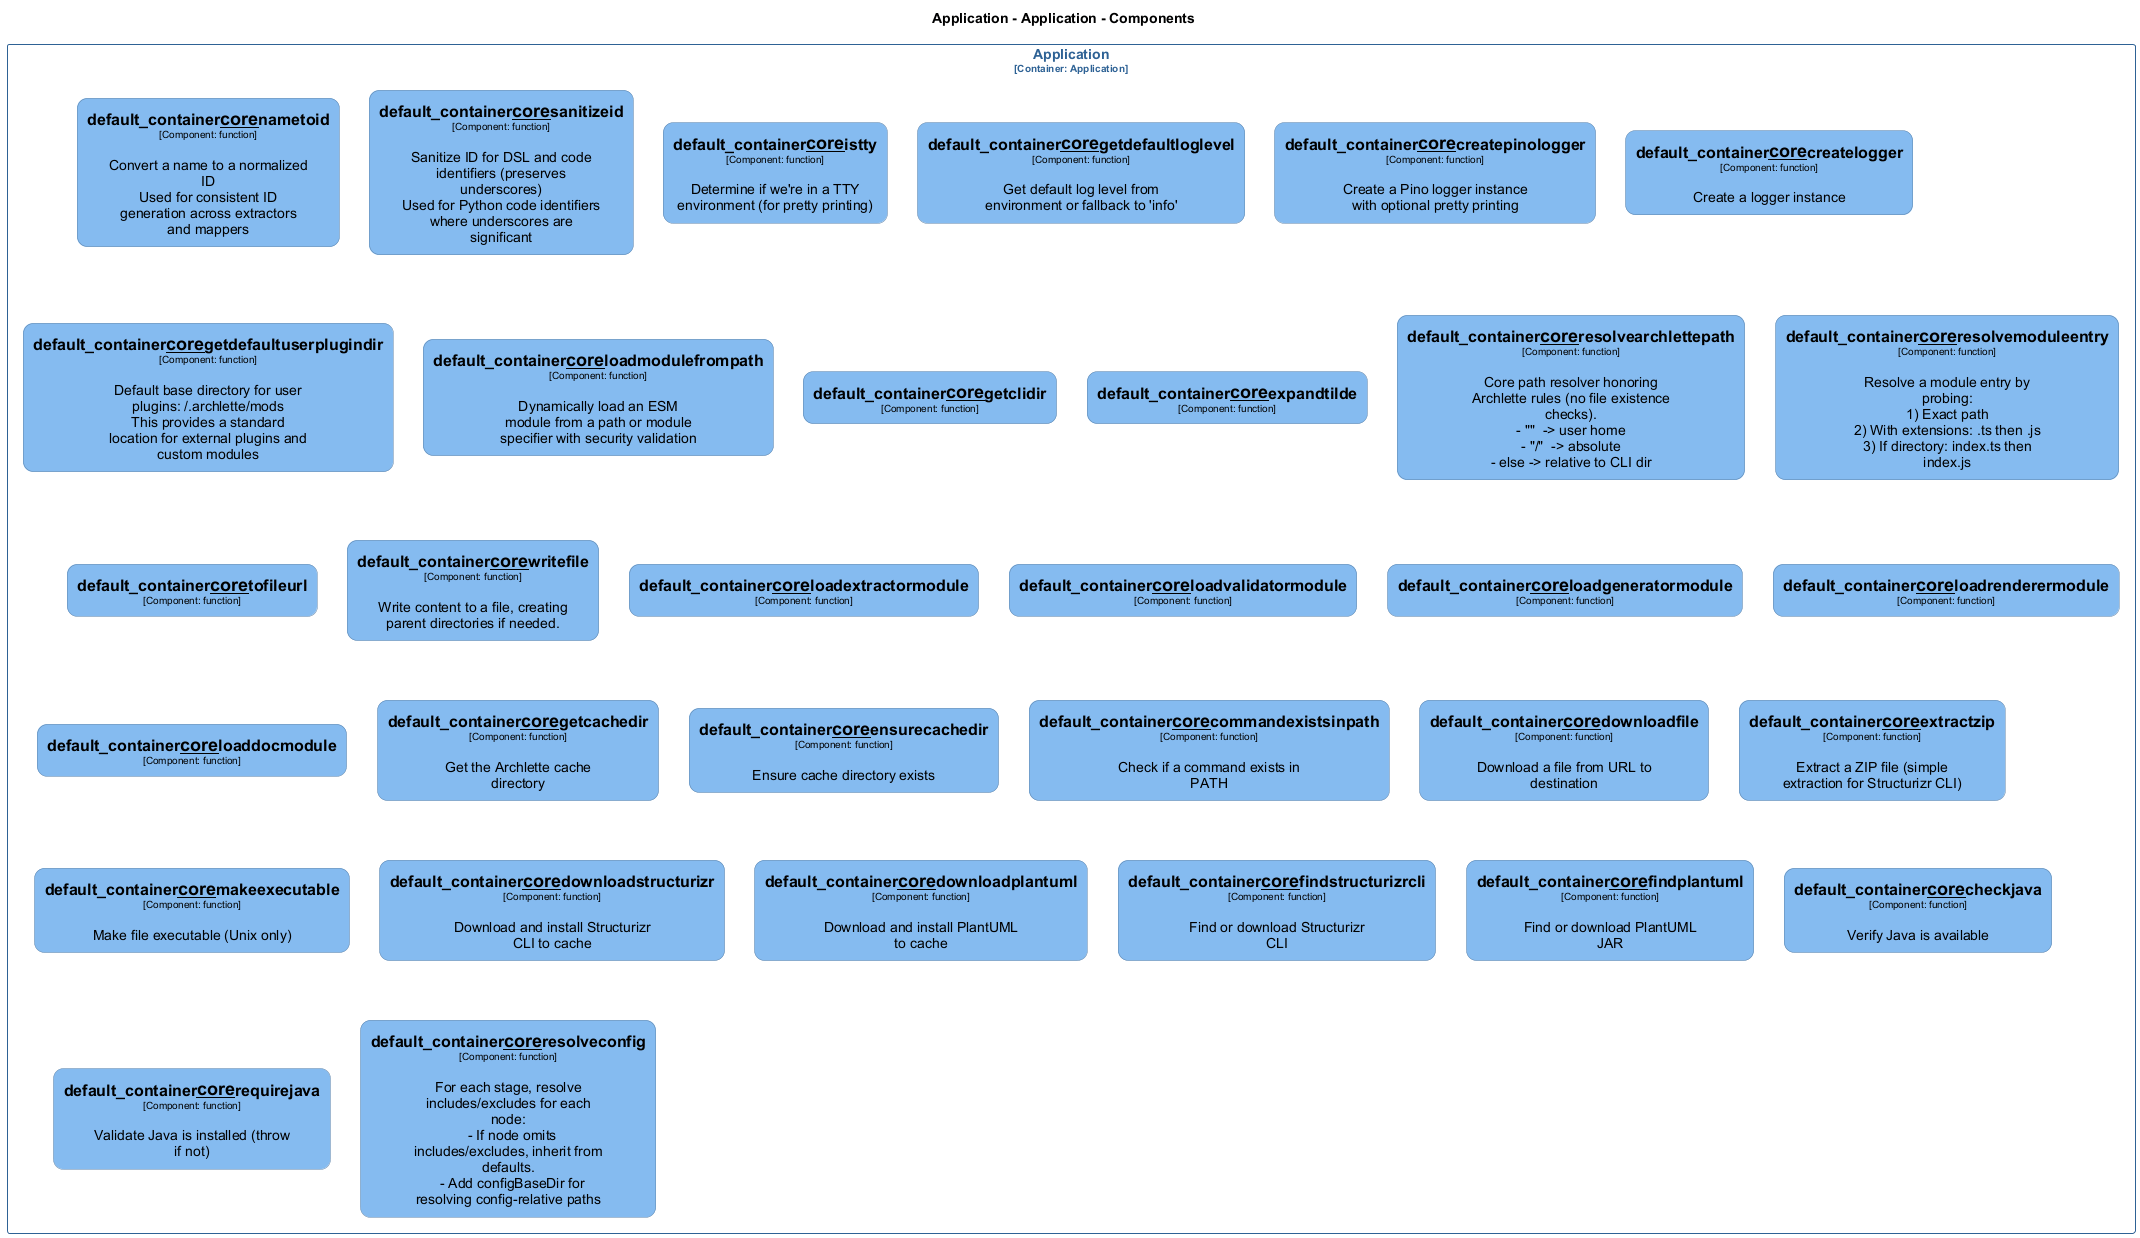 Application - Application - Components
Application
[Container: Application]
default_containercorenametoid
[Component: function]
Convert a name to a normalized
ID
Used for consistent ID
generation across extractors
and mappers
default_containercoresanitizeid
[Component: function]
Sanitize ID for DSL and code
identifiers (preserves
underscores)
Used for Python code identifiers
where underscores are
significant
default_containercoreistty
[Component: function]
Determine if we're in a TTY
environment (for pretty printing)
default_containercoregetdefaultloglevel
[Component: function]
Get default log level from
environment or fallback to 'info'
default_containercorecreatepinologger
[Component: function]
Create a Pino logger instance
with optional pretty printing
default_containercorecreatelogger
[Component: function]
Create a logger instance
default_containercoregetdefaultuserplugindir
[Component: function]
Default base directory for user
plugins: /.archlette/mods
This provides a standard
location for external plugins and
custom modules
default_containercoreloadmodulefrompath
[Component: function]
Dynamically load an ESM
module from a path or module
specifier with security validation
default_containercoregetclidir
[Component: function]
default_containercoreexpandtilde
[Component: function]
default_containercoreresolvearchlettepath
[Component: function]
Core path resolver honoring
Archlette rules (no file existence
checks).
- ""  -> user home
- "/"  -> absolute
- else -> relative to CLI dir
default_containercoreresolvemoduleentry
[Component: function]
Resolve a module entry by
probing:
1) Exact path
2) With extensions: .ts then .js
3) If directory: index.ts then
index.js
default_containercoretofileurl
[Component: function]
default_containercorewritefile
[Component: function]
Write content to a file, creating
parent directories if needed.
default_containercoreloadextractormodule
[Component: function]
default_containercoreloadvalidatormodule
[Component: function]
default_containercoreloadgeneratormodule
[Component: function]
default_containercoreloadrenderermodule
[Component: function]
default_containercoreloaddocmodule
[Component: function]
default_containercoregetcachedir
[Component: function]
Get the Archlette cache
directory
default_containercoreensurecachedir
[Component: function]
Ensure cache directory exists
default_containercorecommandexistsinpath
[Component: function]
Check if a command exists in
PATH
default_containercoredownloadfile
[Component: function]
Download a file from URL to
destination
default_containercoreextractzip
[Component: function]
Extract a ZIP file (simple
extraction for Structurizr CLI)
default_containercoremakeexecutable
[Component: function]
Make file executable (Unix only)
default_containercoredownloadstructurizr
[Component: function]
Download and install Structurizr
CLI to cache
default_containercoredownloadplantuml
[Component: function]
Download and install PlantUML
to cache
default_containercorefindstructurizrcli
[Component: function]
Find or download Structurizr
CLI
default_containercorefindplantuml
[Component: function]
Find or download PlantUML
JAR
default_containercorecheckjava
[Component: function]
Verify Java is available
default_containercorerequirejava
[Component: function]
Validate Java is installed (throw
if not)
default_containercoreresolveconfig
[Component: function]
For each stage, resolve
includes/excludes for each
node:
- If node omits
includes/excludes, inherit from
defaults.
- Add configBaseDir for
resolving config-relative paths